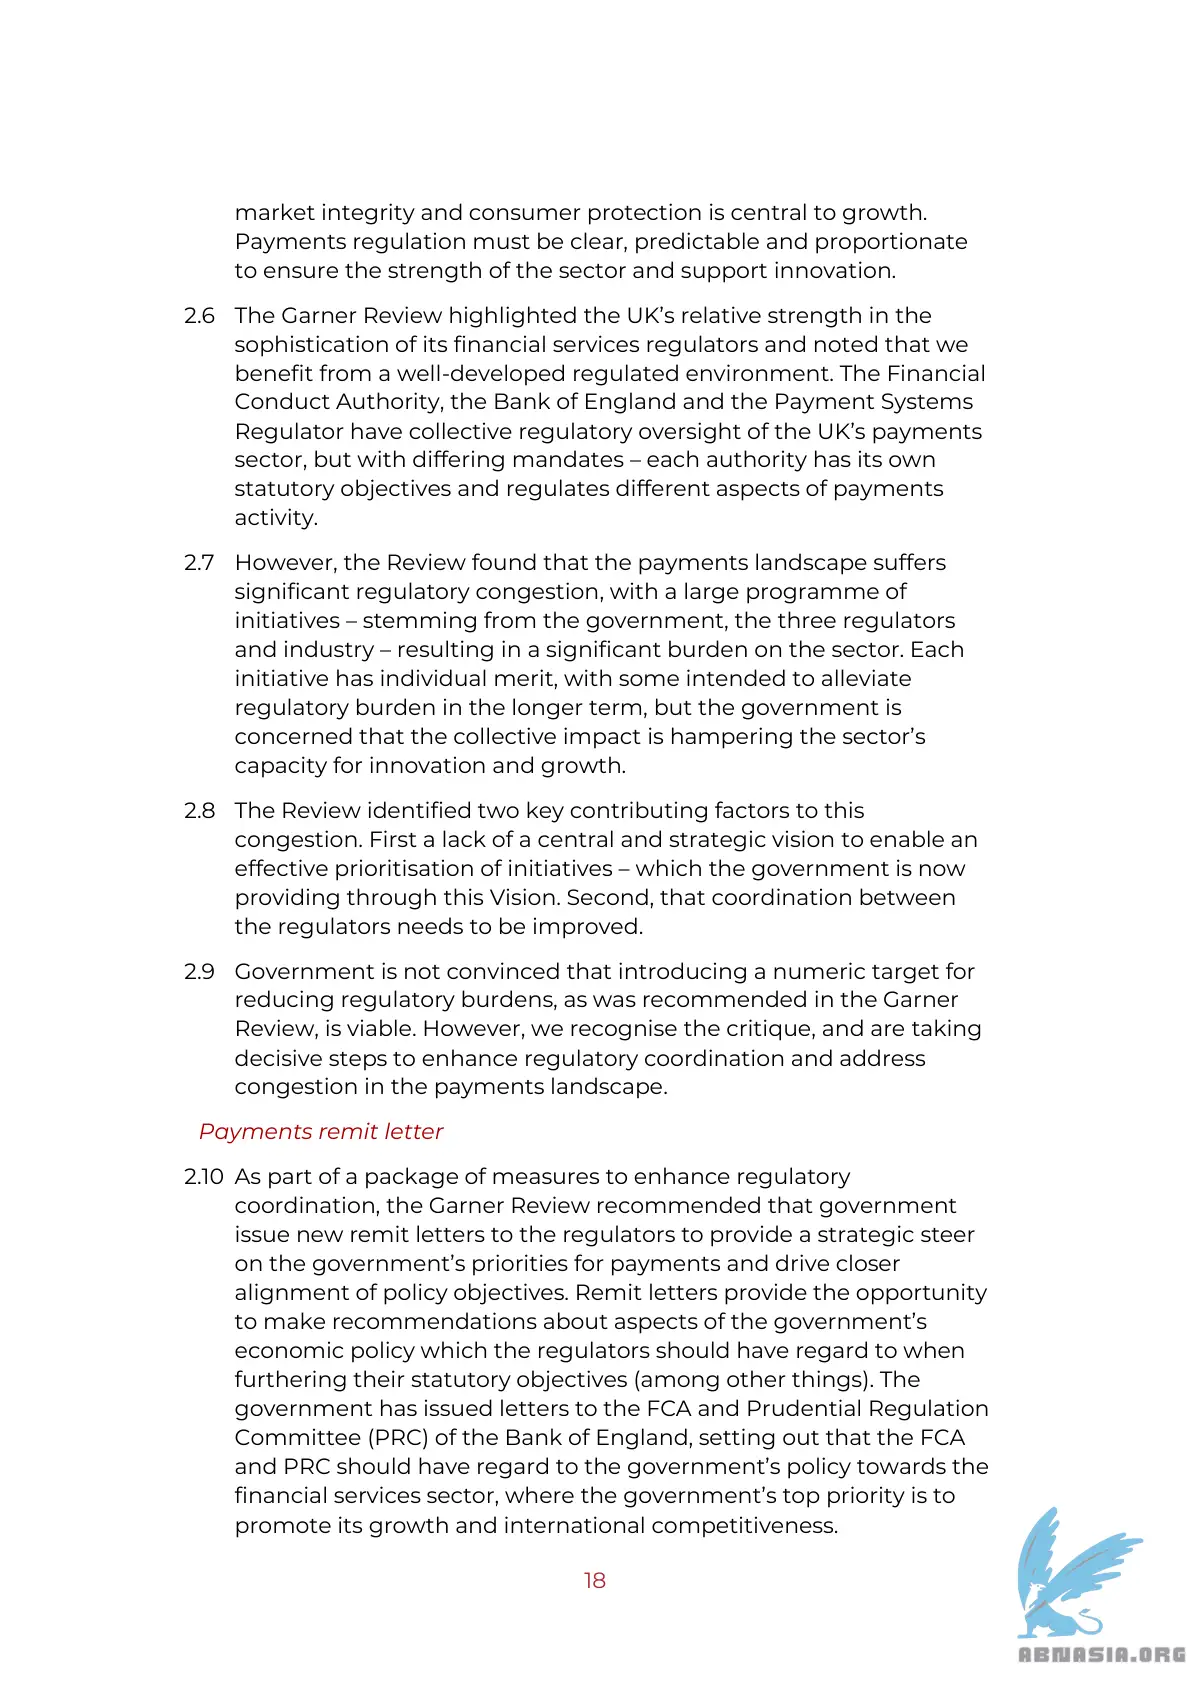 market integrity and consumer protection is central to growth.
Payments regulation must be clear, predictable and proportionate
to ensure the strength of the sector and support innovation.
2.6 The Garner Review highlighted the UK’s relative strength in the
sophistication of its financial services regulators and noted that we
benefit from a well-developed regulated environment. The Financial
Conduct Authority, the Bank of England and the Payment Systems
Regulator have collective regulatory oversight of the UK’s payments
sector, but with differing mandates – each authority has its own
statutory objectives and regulates different aspects of payments
activity.
2.7 However, the Review found that the payments landscape suffers
significant regulatory congestion, with a large programme of
initiatives – stemming from the government, the three regulators
and industry – resulting in a significant burden on the sector. Each
initiative has individual merit, with some intended to alleviate
regulatory burden in the longer term, but the government is
concerned that the collective impact is hampering the sector’s
capacity for innovation and growth.
2.8 The Review identified two key contributing factors to this
congestion. First a lack of a central and strategic vision to enable an
effective prioritisation of initiatives – which the government is now
providing through this Vision. Second, that coordination between
the regulators needs to be improved.
2.9 Government is not convinced that introducing a numeric target for
reducing regulatory burdens, as was recommended in the Garner
Review, is viable. However, we recognise the critique, and are taking
decisive steps to enhance regulatory coordination and address
congestion in the payments landscape.
Payments remit letter
2.10 As part of a package of measures to enhance regulatory
coordination, the Garner Review recommended that government
issue new remit letters to the regulators to provide a strategic steer
on the government’s priorities for payments and drive closer
alignment of policy objectives. Remit letters provide the opportunity
to make recommendations about aspects of the government’s
economic policy which the regulators should have regard to when
furthering their statutory objectives (among other things). The
government has issued letters to the FCA and Prudential Regulation
Committee (PRC) of the Bank of England, setting out that the FCA
and PRC should have regard to the government’s policy towards the
financial services sector, where the government’s top priority is to
promote its growth and international competitiveness.
18
ABNASIA.ORG